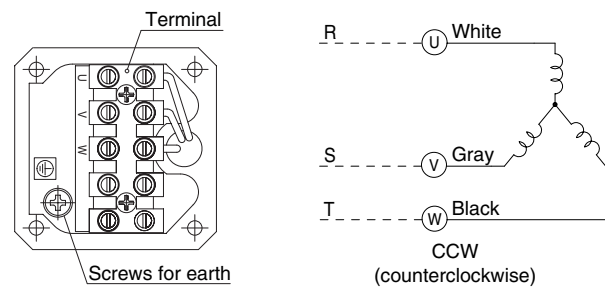 Terminal
U
V
W
Screws for earth
R
U
White
S
V
Gray
T
W
Black
CCW
(counterclockwise)